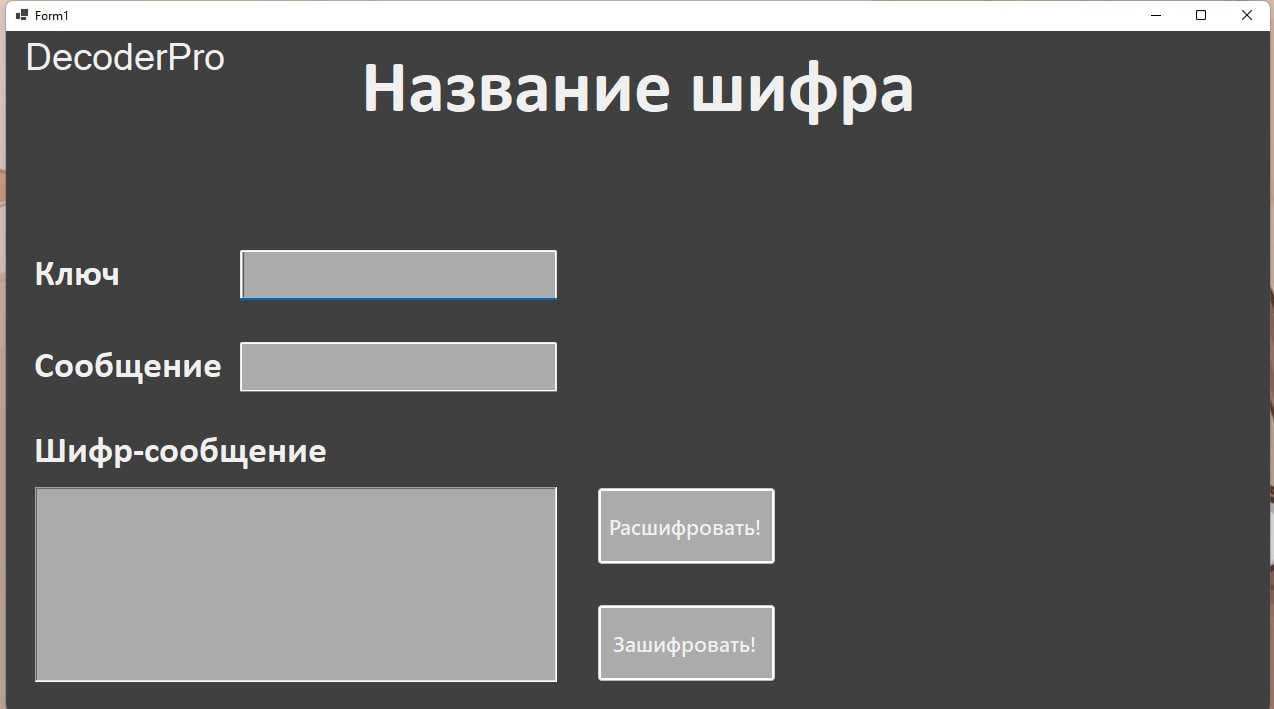 Form1
DecoderPro
Название шифра
Ключ
Сообщение
Шифр-сообщение
Расшифровать!
Зашифровать!